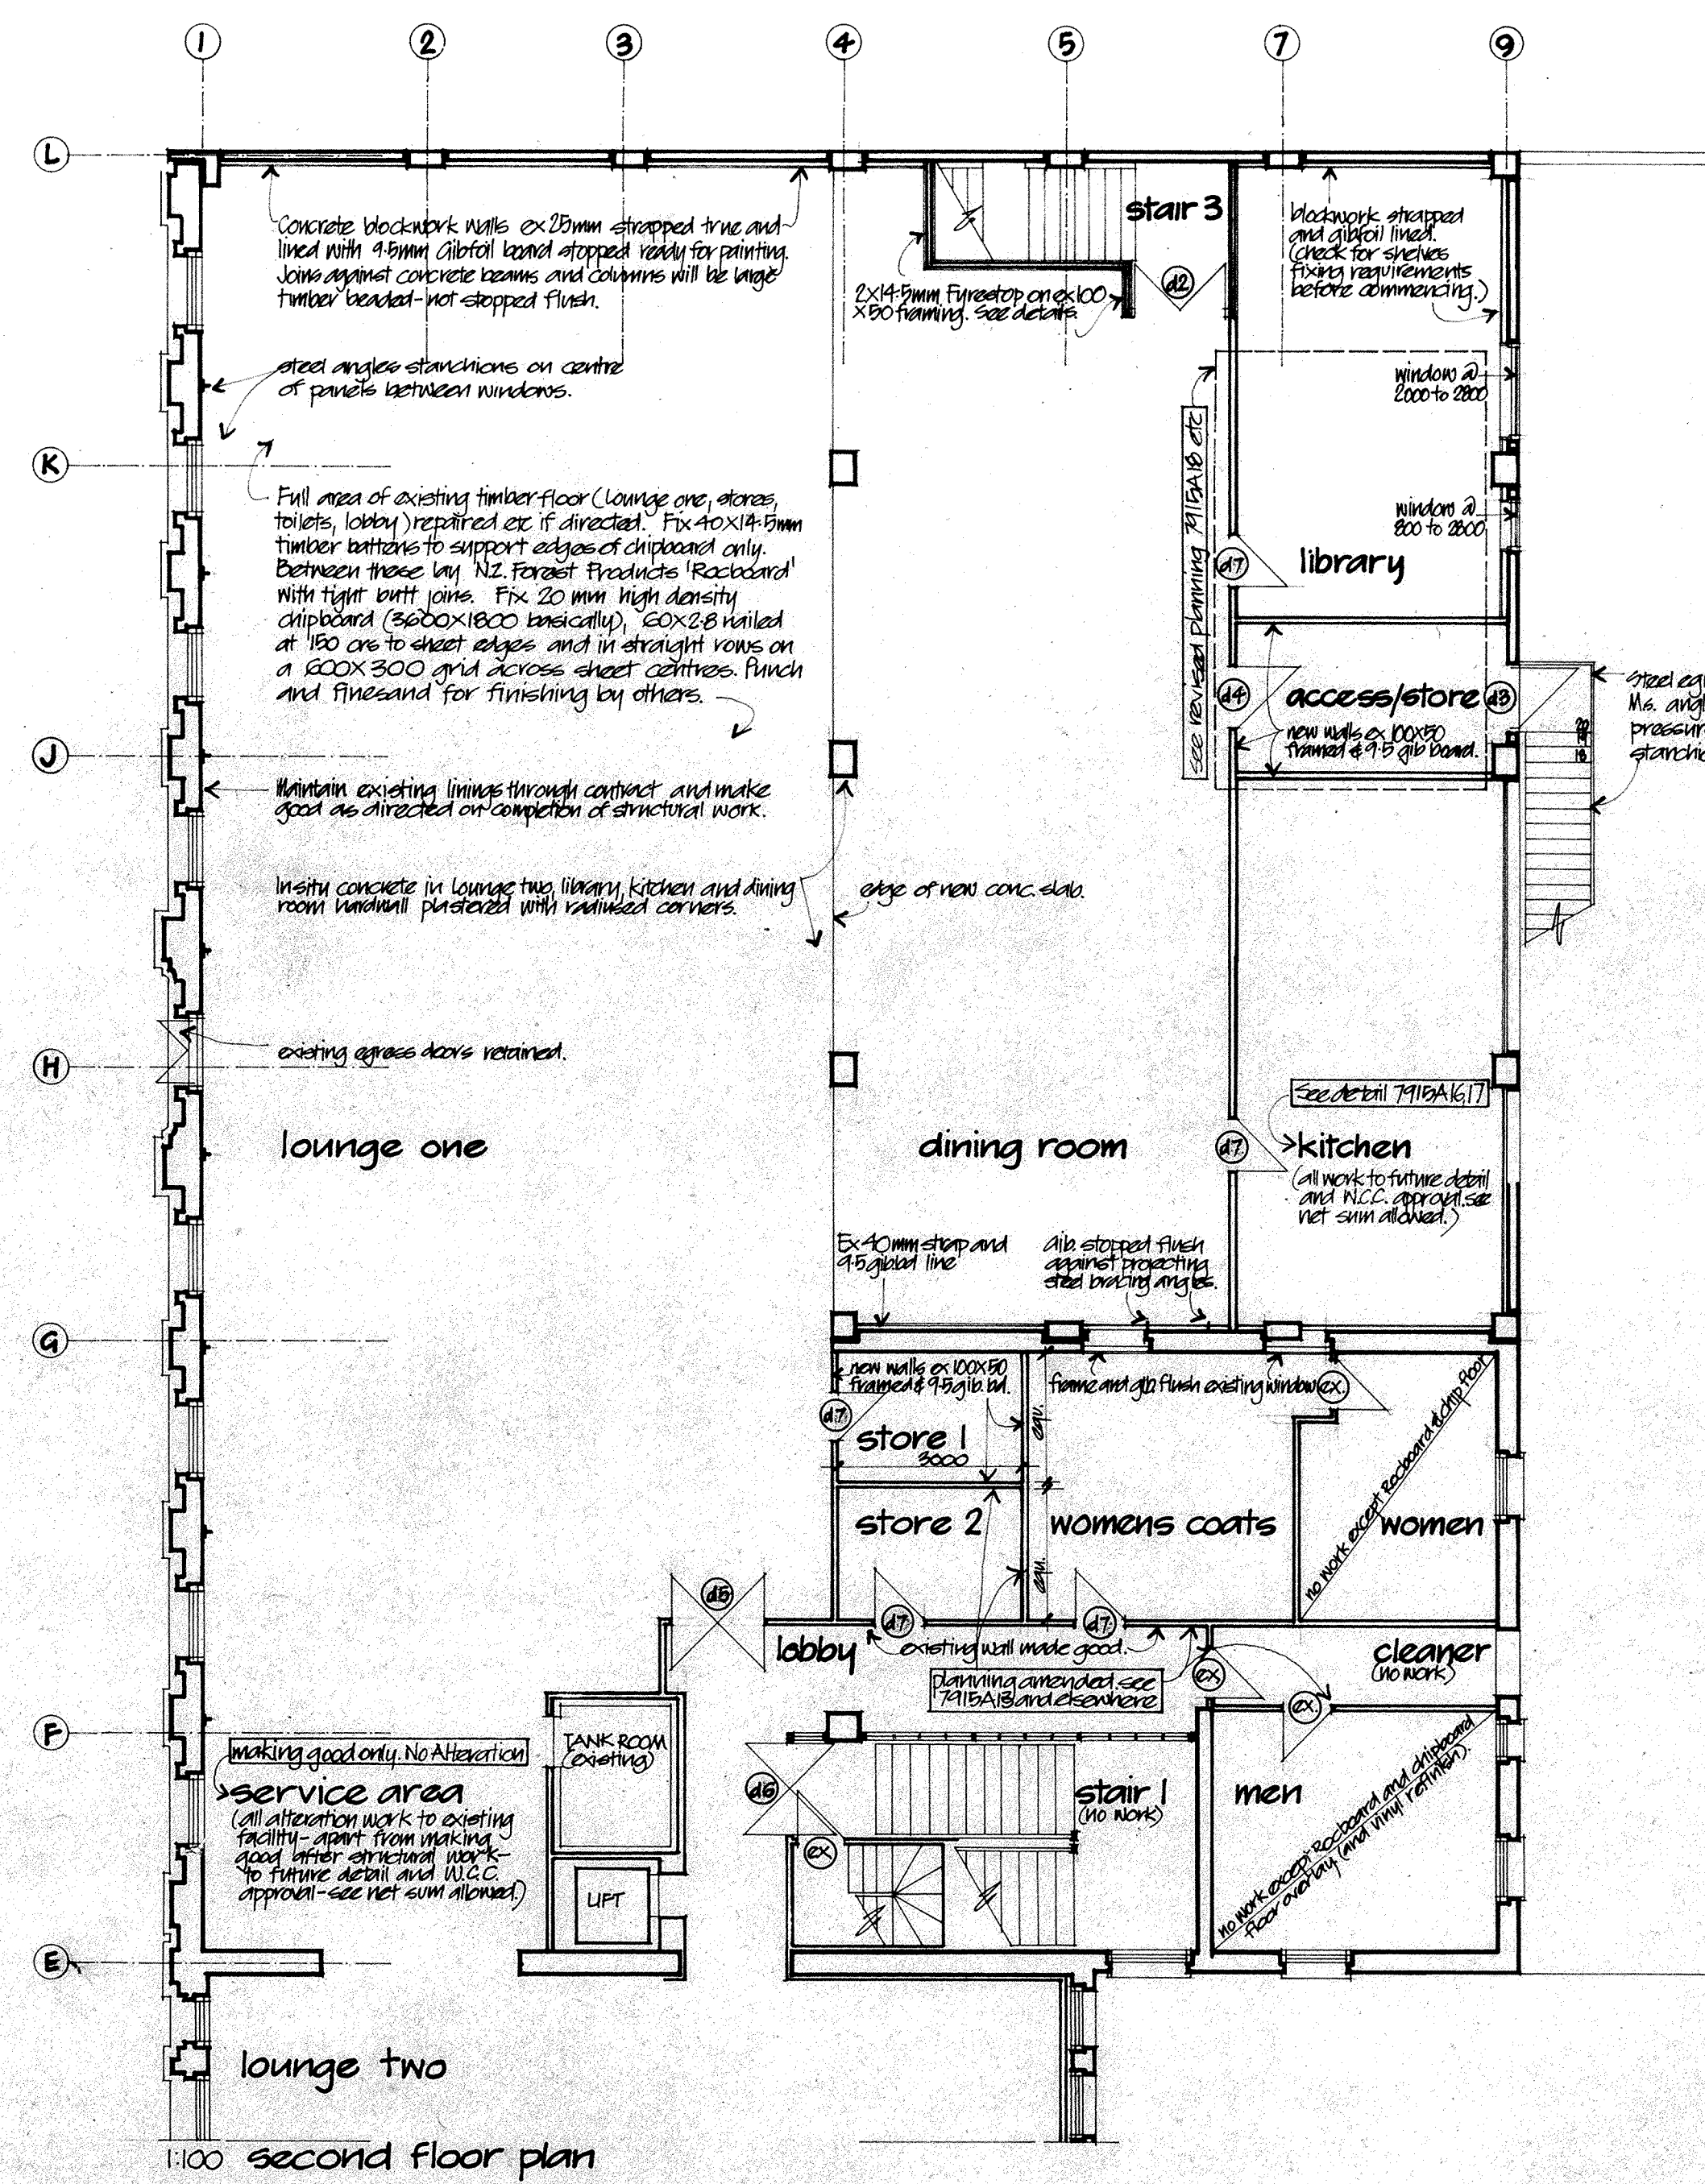 1 2 3 4 5 7 9
L
Concrete blockwork walls ex 25mm strapped true and
lined with 9.5mm Gibfoil board stopped ready for painting.
Joins against concrete beams and columns will be large
timber beaded - not stopped flush.
stair 3
d2
2X14.5mm Fyrestop on ex 100
X50 framing. See details.
blockwork strapped
and gibfoil lined.
(check for shelves
fixing requirements
before commencing.)
steel angles stanchions on centre
of panels between windows.
window @
2000 to 2800
K
see revised planning 7915A18 etc
Full area of existing timber floor (Lounge one, stores,
toilets, lobby) repaired etc if directed. Fix 40X14.5mm
timber battens to support edges of chipboard only.
Between these lay N.Z. Forest Products 'Rocboard'
with tight butt joins. Fix 20 mm high density
chipboard (3600X1800 basically), 60X2.8 nailed
at 150 crs to sheet edges and in straight rows on
a 600X300 grid across sheet centres. Punch
and finesand for finishing by others.
window @
800 to 2800
d7
library
d4
access/store
d3
new walls ex 100X50
framed & 9.5 gib board.
Steel
Ms.
J
Maintain existing linings through contract and make
good as directed on completion of structural work.
Insitu concrete in Lounge two, library, kitchen and dining
room hardwall plastered with radiused corners.
edge of new conc. slab.
H
existing egress doors retained.
See detail 7915A16,17
lounge one
dining room
d7
kitchen
(all work to future detail
and W.C.C. approval. see
net sum allowed.)
Ex 40mm strap and
9.5 gibbd line
Gib. stopped flush
against projecting
steel bracing angles.
G
new walls ex 100X50
framed & 9.5 gib. bd.
frame and gib flush existing window
ex.
d7
store 1
3000
equ.
store 2
womens coats
women
no work except Rocboard & chip floor
equ.
d5
d7
d7
lobby
existing wall made good.
cleaner
(no work)
ex
planning amended. see
7915A18 and elsewhere
ex.
F
making good only. No Alteration
TANK ROOM
(existing)
service area
(all alteration work to existing
facility - apart from making
good after structural work -
to future detail and W.C.C.
approval - see net sum allowed.)
d6
stair 1
(no work)
men
ex
no work except Rocboard and chipboard
floor overlay (and vinyl refinish).
LIFT
E
lounge two
1:100 second floor plan